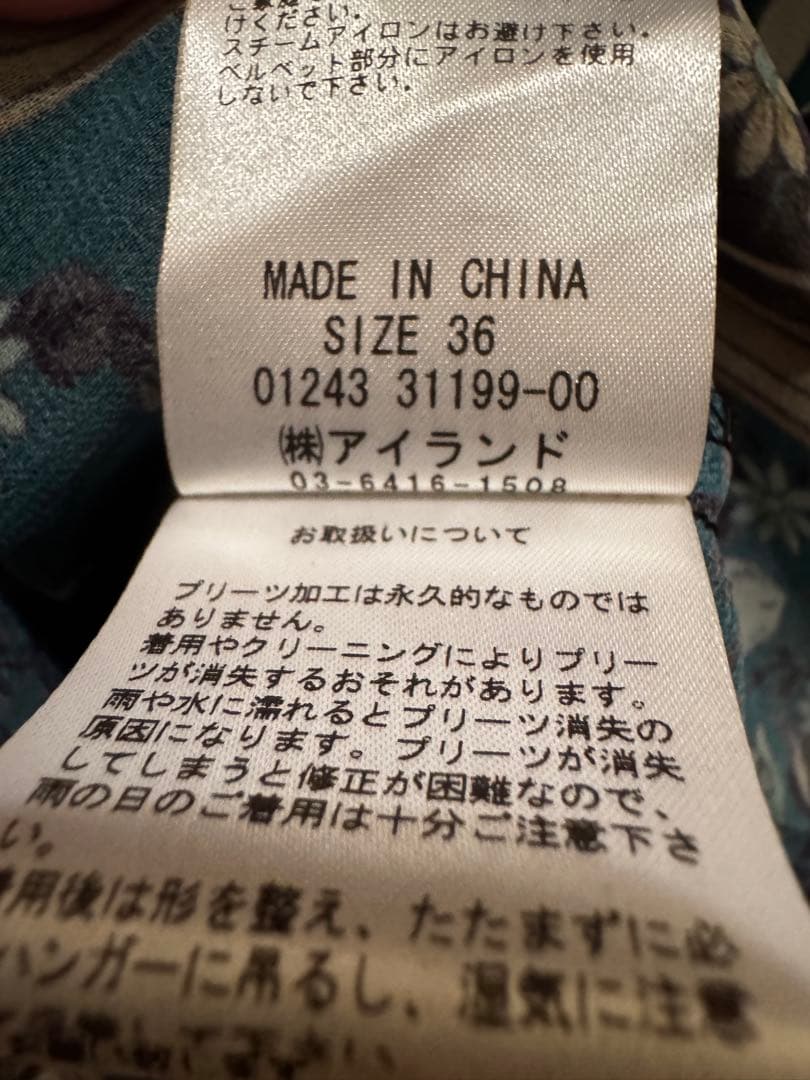 けください。
スチームアイロンはお避け下さい。
ベルベット部分にアイロンを使用
しないで下さい。
MADE IN CHINA
SIZE 36
01243 31199-00
㈱アイランド
03-6416-1508
お取扱いについて
プリーツ加工は永久的なものでは
ありません。
着用やクリーニングによりプリー
ツが消失するおそれがあります。
雨や水に濡れるとプリーツ消失の
原因になります。プリーツが消失
してしまうと修正が困難なので、
雨の日のご着用は十分ご注意下さ
い。
着用後は形を整え、たたまずに必
ハンガーに吊るし、湿気に注意